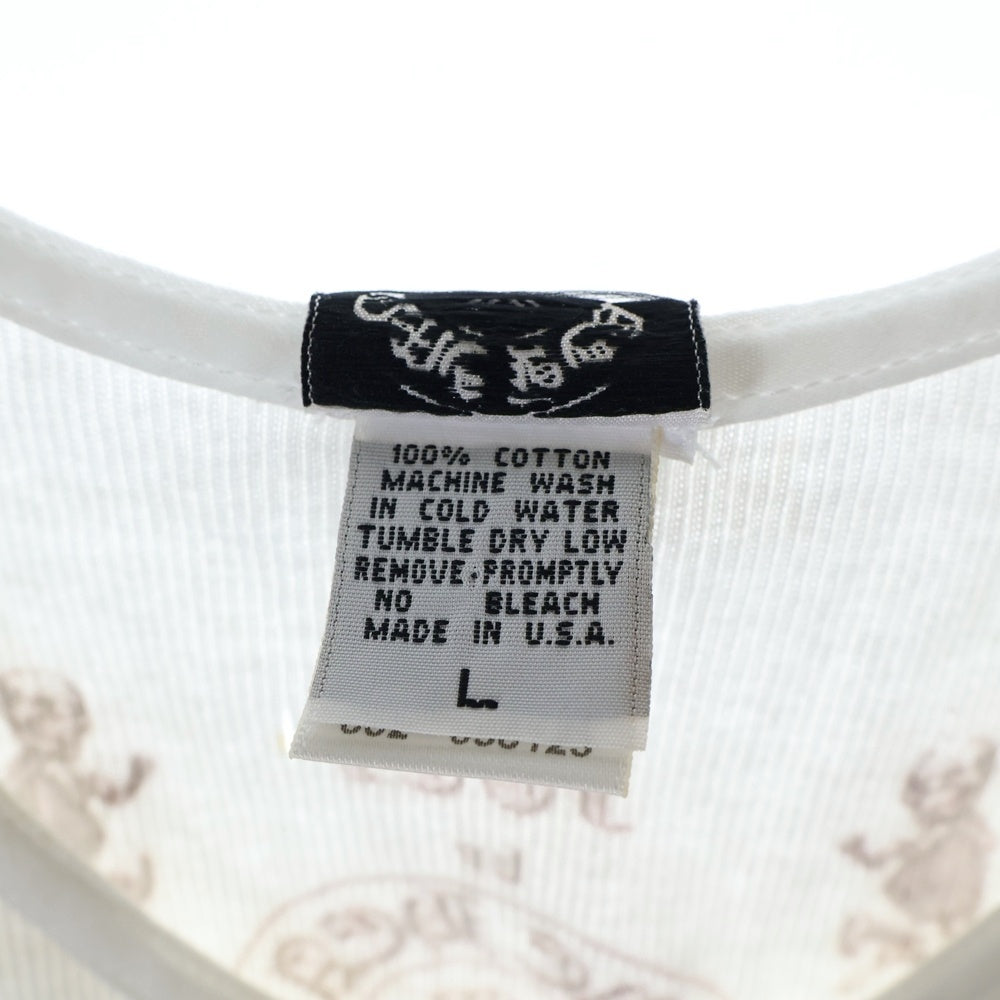 100% COTTON
MACHINE WASH
IN COLD WATER
TUMBLE DRY LOW
REMOVE PROMPTLY
NO BLEACH
MADE IN U.S.A.
L